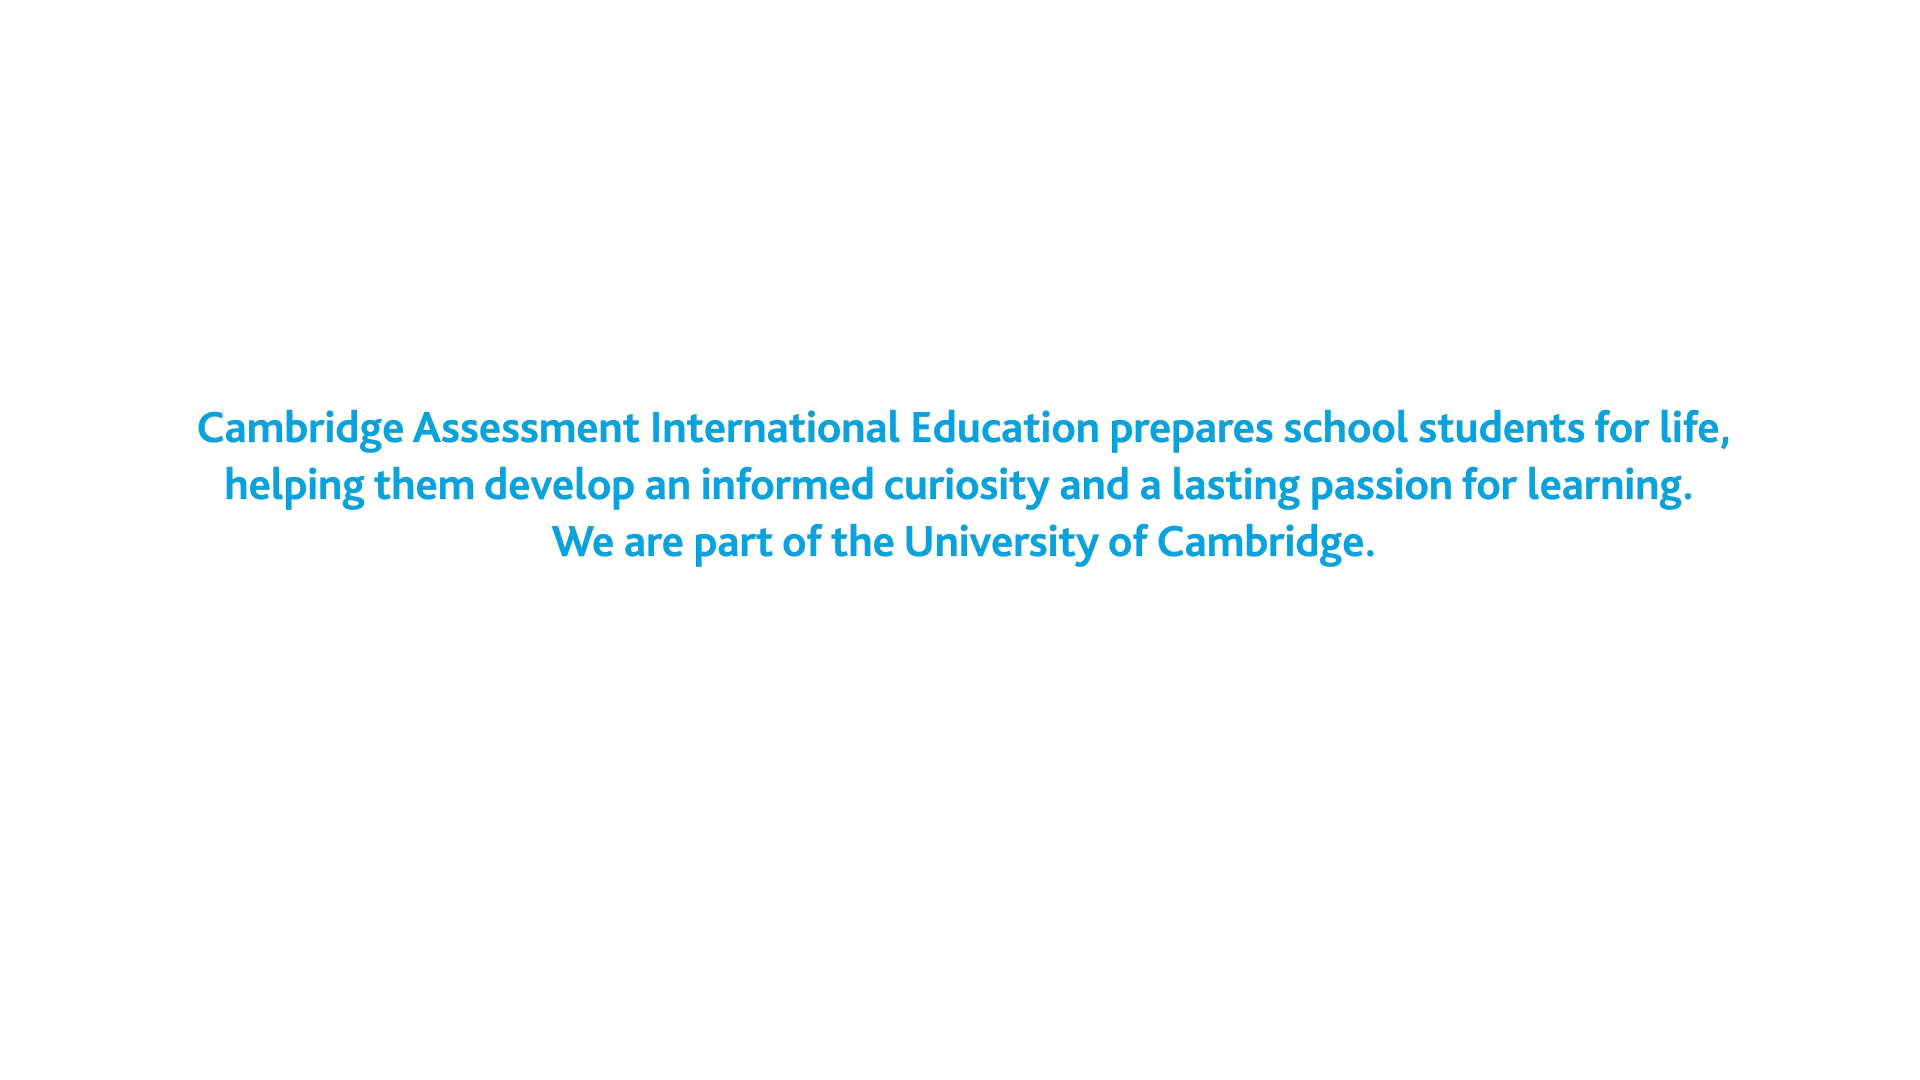 Cambridge Assessment International Education prepares school students for life,
helping them develop an informed curiosity and a lasting passion for learning.
We are part of the University of Cambridge.